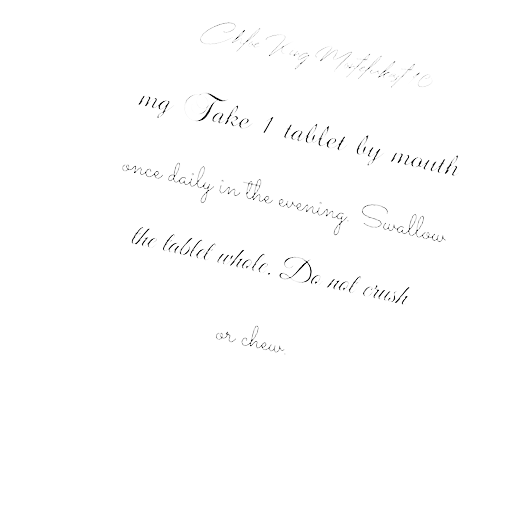 mg Take 1 tablet by mouth
once daily in the evening. Swallow
the tablet whole. Do not crush
or chew.